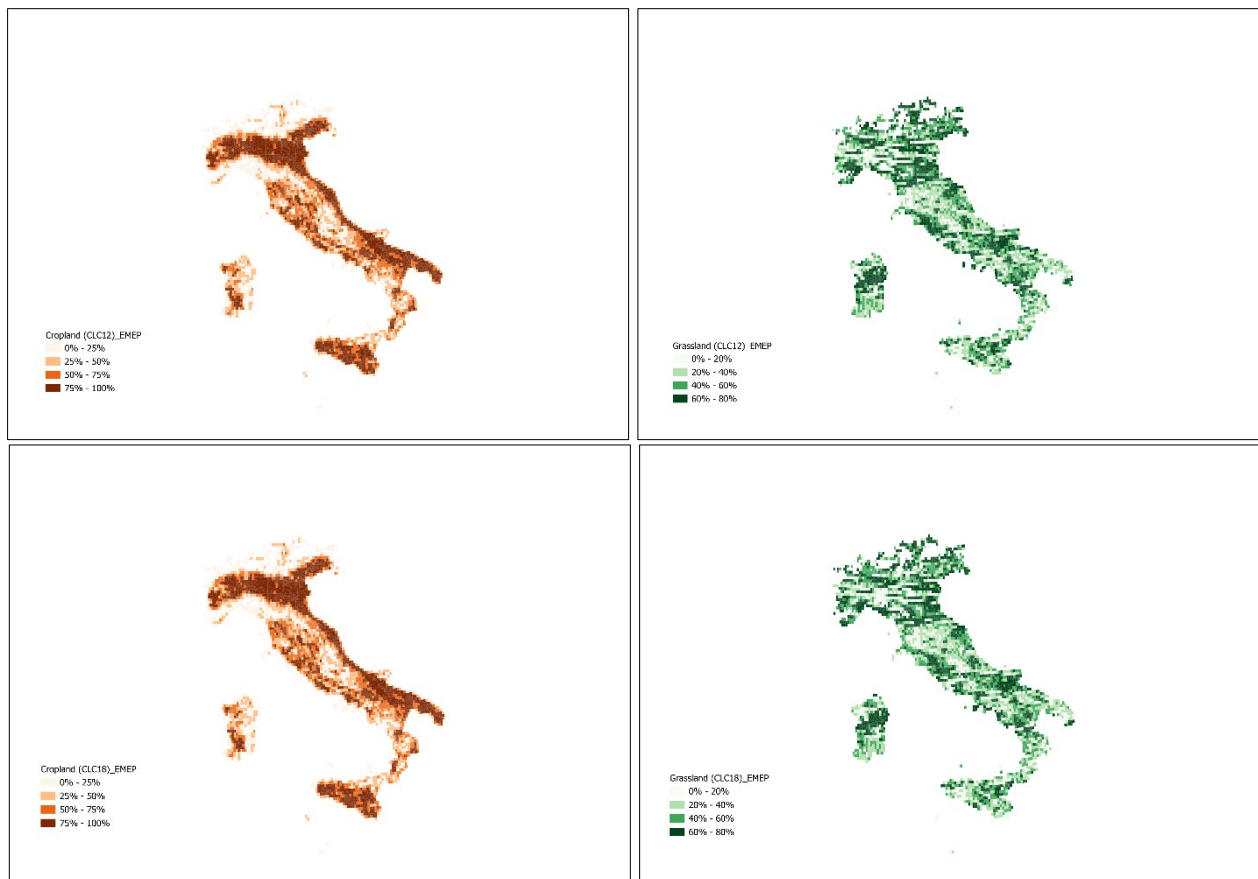 Cropland (CLC12)_EMEP
0% - 25%
25% - 50%
50% - 75%
75% - 100%
Grassland (CLC12)_EMEP
0% - 20%
20% - 40%
40% - 60%
60% - 80%
Cropland (CLC18)_EMEP
0% - 25%
25% - 50%
50% - 75%
75% - 100%
Grassland (CLC18)_EMEP
0% - 20%
20% - 40%
40% - 60%
60% - 80%